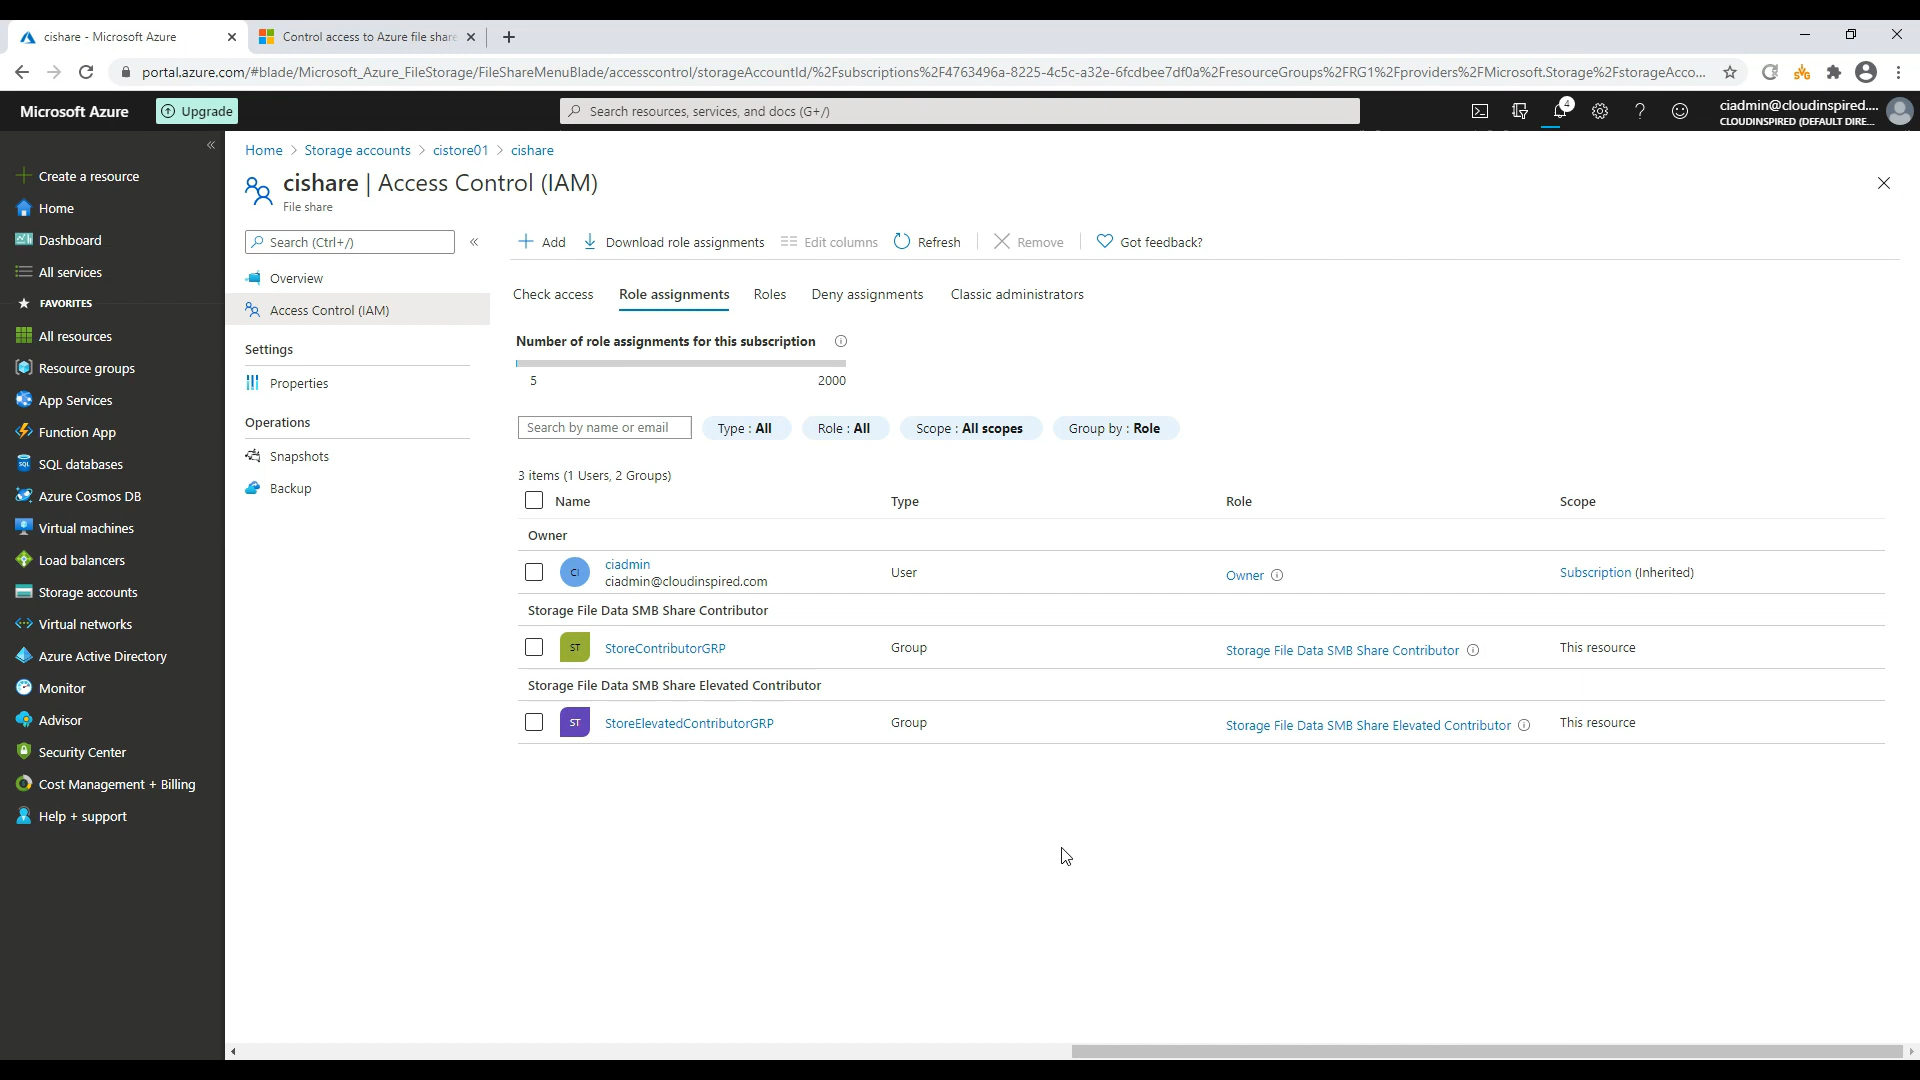 cishare - Microsoft Azure
Control access to Azure file share
portal.azure.com/#blade/Microsoft_Azure_FileStorage/FileShareMenuBlade/accesscontrol/storageAccountId/%2Fsubscriptions%2F4763496a-8225-4c5c-a32e-6fcdbee7df0a%2FresourceGroups%2FRG1%2Fproviders%2FMicrosoft.Storage%2FstorageAcco...
Microsoft Azure
Upgrade
Search resources, services, and docs (G+/)
4
ciadmin@cloudinspired....
CLOUDINSPIRED (DEFAULT DIRE...
Create a resource
Home
Dashboard
All services
FAVORITES
All resources
Resource groups
App Services
Function App
SQL databases
Azure Cosmos DB
Virtual machines
Load balancers
Storage accounts
Virtual networks
Azure Active Directory
Monitor
Advisor
Security Center
Cost Management + Billing
Help + support
Home > Storage accounts > cistore01 > cishare
cishare | Access Control (IAM)
File share
Search (Ctrl+/)
Overview
Access Control (IAM)
Settings
Properties
Operations
Snapshots
Backup
Add
Download role assignments
Edit columns
Refresh
Remove
Got feedback?
Check access
Role assignments
Roles
Deny assignments
Classic administrators
Number of role assignments for this subscription
5
2000
Search by name or email
Type : All
Role : All
Scope : All scopes
Group by : Role
3 items (1 Users, 2 Groups)
Name
Type
Role
Scope
Owner
CI
ciadmin
ciadmin@cloudinspired.com
User
Owner
Subscription (Inherited)
Storage File Data SMB Share Contributor
ST
StoreContributorGRP
Group
Storage File Data SMB Share Contributor
This resource
Storage File Data SMB Share Elevated Contributor
ST
StoreElevatedContributorGRP
Group
Storage File Data SMB Share Elevated Contributor
This resource